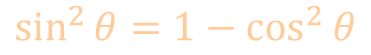 sin² θ = 1 − cos² θ